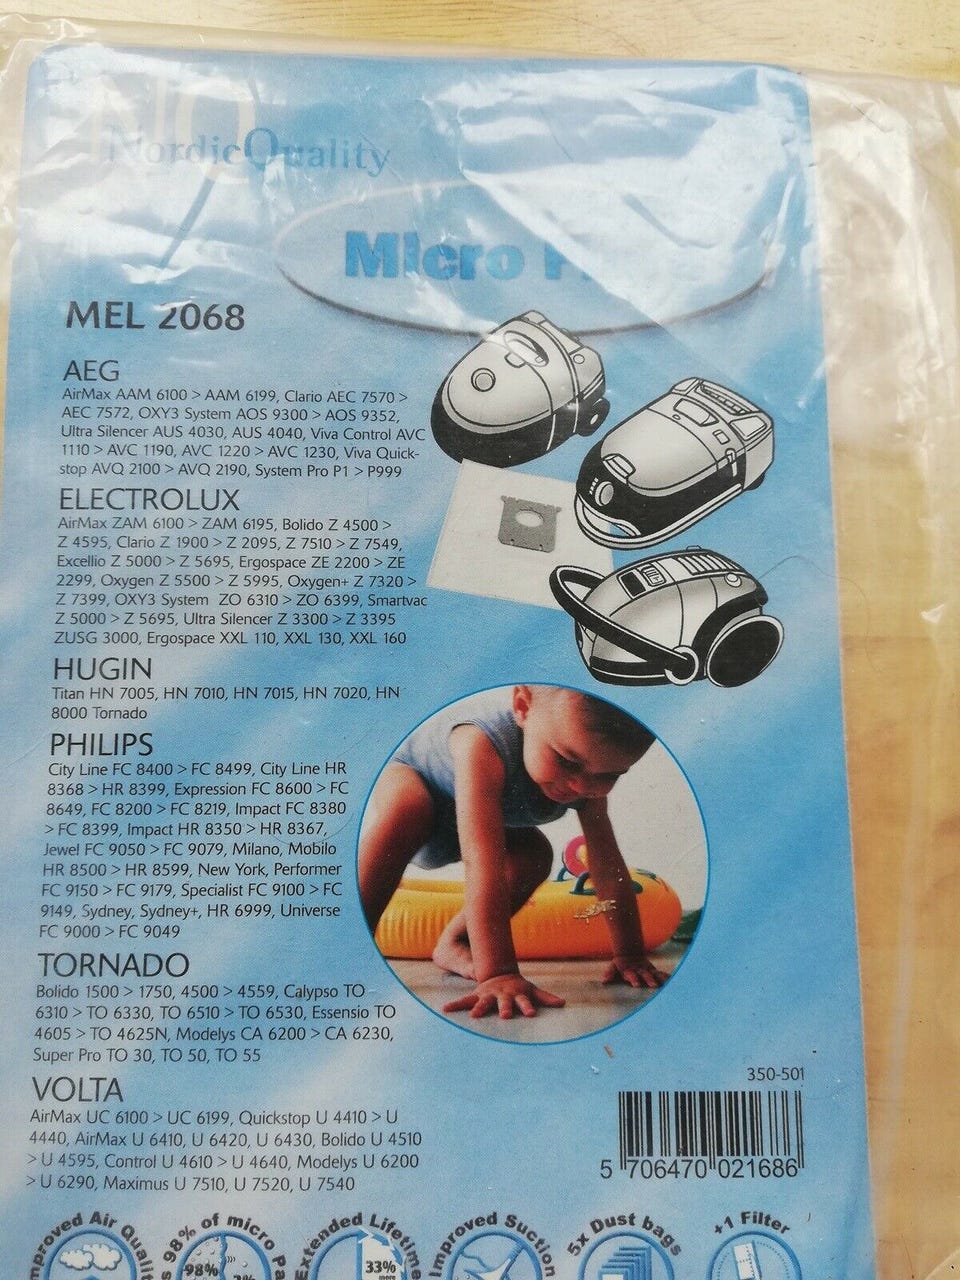 NQ
NordicQuality
Micro
MEL 2068
AEG
AirMax AAM 6100 > AAM 6199, Clario AEC 7570 >
AEC 7572, OXY3 System AOS 9300 > AOS 9352,
Ultra Silencer AUS 4030, AUS 4040, Viva Control AVC
1110 > AVC 1190, AVC 1220 > AVC 1230, Viva Quick-
stop AVQ 2100 > AVQ 2190, System Pro P1 > P999
ELECTROLUX
AirMax ZAM 6100 > ZAM 6195, Bolido Z 4500 >
Z 4595, Clario Z 1900 > Z 2095, Z 7510 > Z 7549,
Excellio Z 5000 > Z 5695, Ergospace ZE 2200 > ZE
2299, Oxygen Z 5500 > Z 5995, Oxygen+ Z 7320 >
Z 7399, OXY3 System ZO 6310 > ZO 6399, Smartvac
Z 5000 > Z 5695, Ultra Silencer Z 3300 > Z 3395
ZUSG 3000, Ergospace XXL 110, XXL 130, XXL 160
HUGIN
Titan HN 7005, HN 7010, HN 7015, HN 7020, HN
8000 Tornado
PHILIPS
City Line FC 8400 > FC 8499, City Line HR
8368 > HR 8399, Expression FC 8600 > FC
8649, FC 8200 > FC 8219, Impact FC 8380
> FC 8399, Impact HR 8350 > HR 8367,
Jewel FC 9050 > FC 9079, Milano, Mobilo
HR 8500 > HR 8599, New York, Performer
FC 9150 > FC 9179, Specialist FC 9100 > FC
9149, Sydney, Sydney+, HR 6999, Universe
FC 9000 > FC 9049
TORNADO
Bolido 1500 > 1750, 4500 > 4559, Calypso TO
6310 > TO 6330, TO 6510 > TO 6530, Essensio TO
4605 > TO 4625N, Modelys CA 6200 > CA 6230,
Super Pro TO 30, TO 50, TO 55
VOLTA
AirMax UC 6100 > UC 6199, Quickstop U 4410 > U
4440, AirMax U 6410, U 6420, U 6430, Bolido U 4510
> U 4595, Control U 4610 > U 4640, Modelys U 6200
> U 6290, Maximus U 7510, U 7520, U 7540
350-501
5 706470 021686
Improved Air Quality
98% of micro
98%
Extended Lifetime
33%
more
Improved Suction
5x Dust bags
+1 Filter